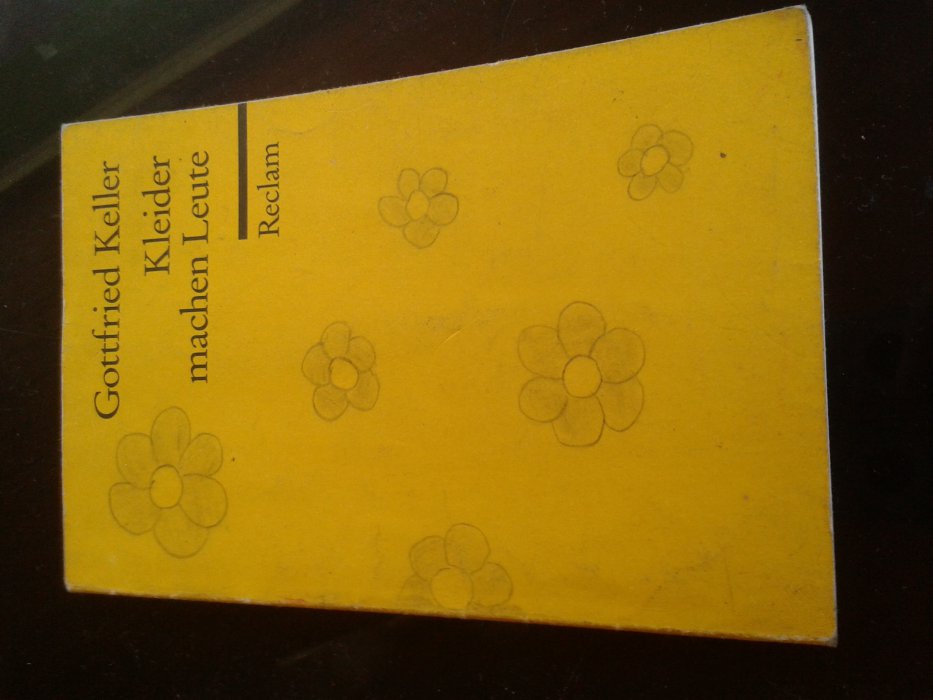 Gottfried Keller
Kleider
machen Leute
Reclam